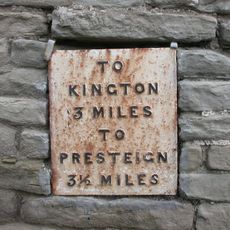 TO
KINGTON
3 MILES
TO
PRESTEIGN
3½ MILES